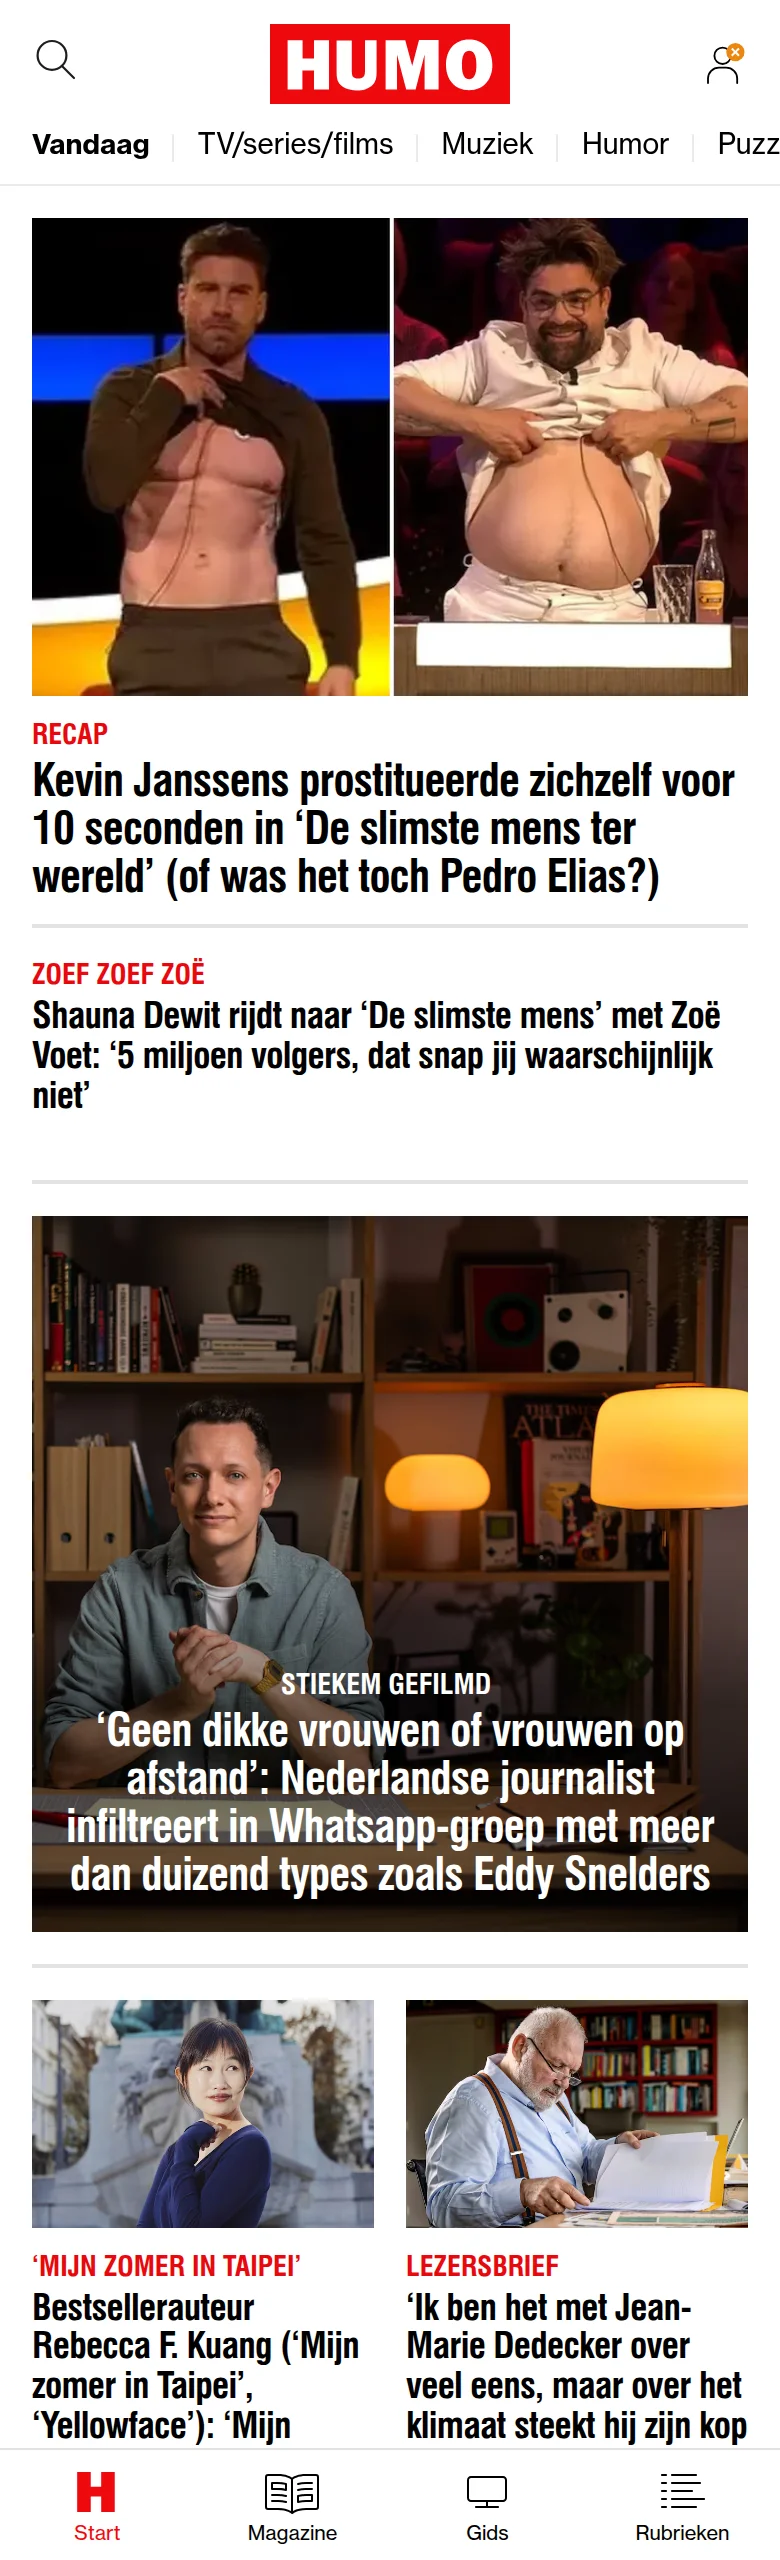 HUMO
Vandaag
TV/series/films
Muziek
Humor
Puzz
RECAP
Kevin Janssens prostitueerde zichzelf voor
10 seconden in ‘De slimste mens ter
wereld’ (of was het toch Pedro Elias?)
ZOEF ZOEF ZOË
Shauna Dewit rijdt naar ‘De slimste mens’ met Zoë
Voet: ‘5 miljoen volgers, dat snap jij waarschijnlijk
niet’
STIEKEM GEFILMD
‘Geen dikke vrouwen of vrouwen op
afstand’: Nederlandse journalist
infiltreert in Whatsapp-groep met meer
dan duizend types zoals Eddy Snelders
‘MIJN ZOMER IN TAIPEI’
Bestsellerauteur
Rebecca F. Kuang (‘Mijn
zomer in Taipei’,
‘Yellowface’): ‘Mijn
LEZERSBRIEF
‘Ik ben het met Jean-
Marie Dedecker over
veel eens, maar over het
klimaat steekt hij zijn kop
Start
Magazine
Gids
Rubrieken